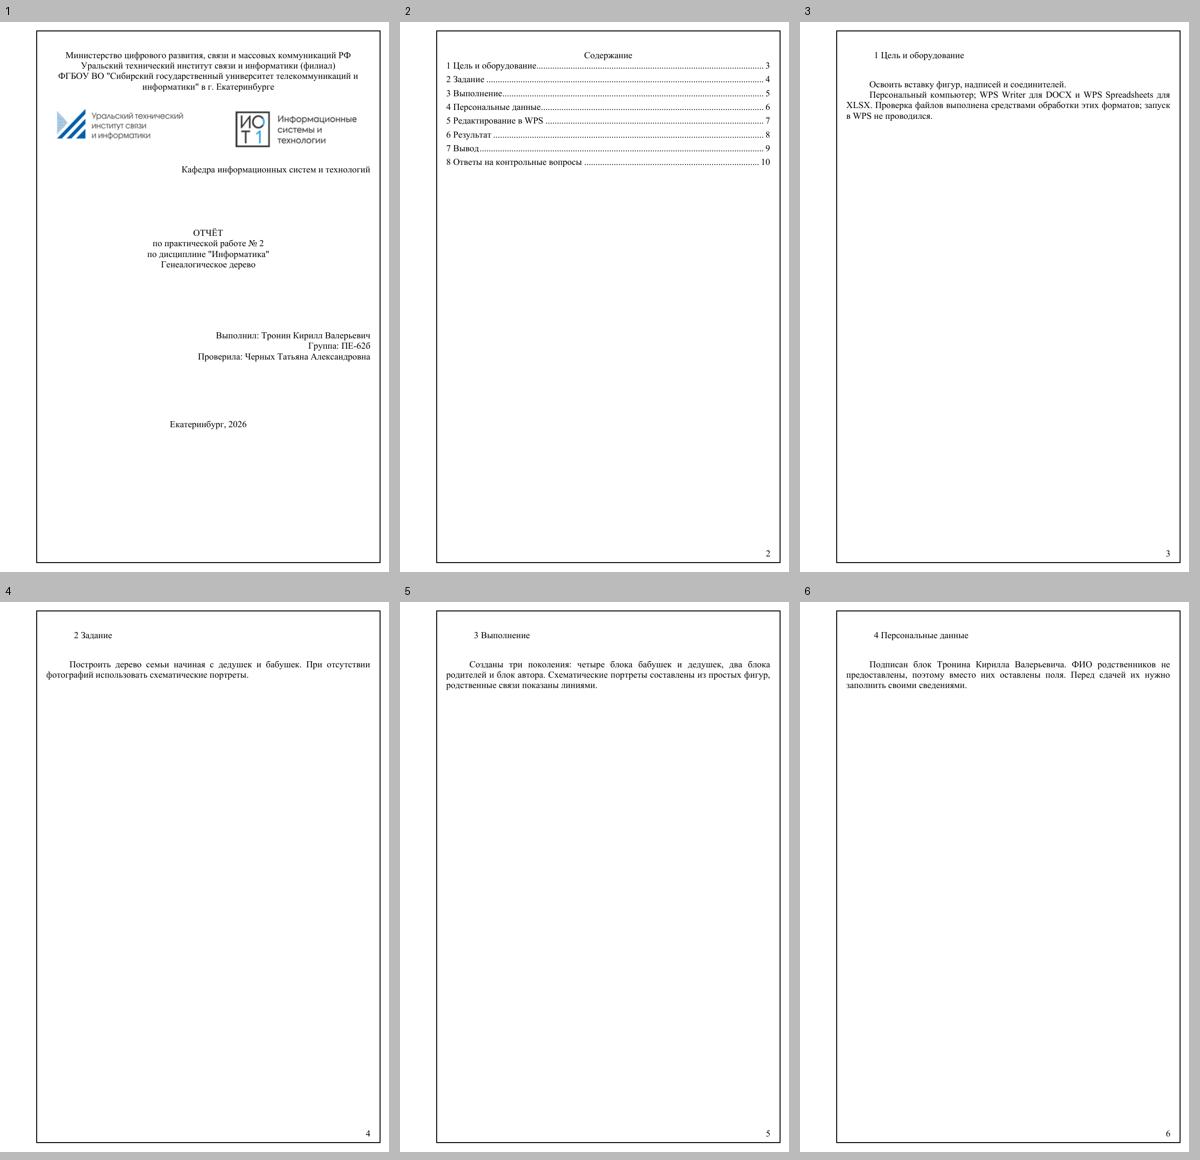 1
Министерство цифрового развития, связи и массовых коммуникаций РФ
Уральский технический институт связи и информатики (филиал)
ФГБОУ ВО "Сибирский государственный университет телекоммуникаций и
информатики" в г. Екатеринбурге
Уральский технический
институт связи
и информатики
ИО
Т 1
Информационные
системы и
технологии
Кафедра информационных систем и технологий
ОТЧЁТ
по практической работе № 2
по дисциплине "Информатика"
Генеалогическое дерево
Выполнил: Тронин Кирилл Валерьевич
Группа: ПЕ-62б
Проверила: Черных Татьяна Александровна
Екатеринбург, 2026
2
Содержание
1 Цель и оборудование.......... 3
2 Задание .......... 4
3 Выполнение.......... 5
4 Персональные данные.......... 6
5 Редактирование в WPS .......... 7
6 Результат .......... 8
7 Вывод.......... 9
8 Ответы на контрольные вопросы .......... 10
2
3
1 Цель и оборудование
Освоить вставку фигур, надписей и соединителей.
Персональный компьютер; WPS Writer для DOCX и WPS Spreadsheets для
XLSX. Проверка файлов выполнена средствами обработки этих форматов; запуск
в WPS не проводился.
3
4
2 Задание
Построить дерево семьи начиная с дедушек и бабушек. При отсутствии
фотографий использовать схематические портреты.
4
5
3 Выполнение
Созданы три поколения: четыре блока бабушек и дедушек, два блока
родителей и блок автора. Схематические портреты составлены из простых фигур,
родственные связи показаны линиями.
5
6
4 Персональные данные
Подписан блок Тронина Кирилла Валерьевича. ФИО родственников не
предоставлены, поэтому вместо них оставлены поля. Перед сдачей их нужно
заполнить своими сведениями.
6